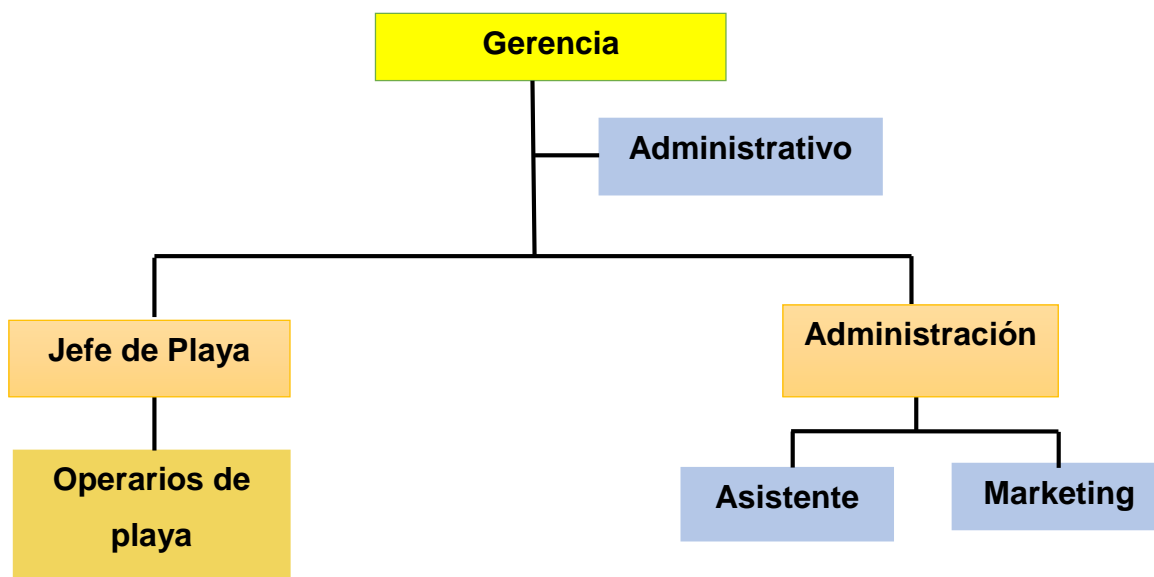 Gerencia
Administrativo
Jefe de Playa
Administración
Operarios de
playa
Asistente
Marketing